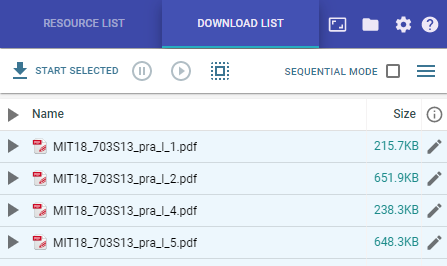 RESOURCE LIST DOWNLOAD LIST
START SELECTED SEQUENTIAL MODE
Name Size
MIT18_703S13_pra_l_1.pdf 215.7KB
MIT18_703S13_pra_l_2.pdf 651.9KB
MIT18_703S13_pra_l_4.pdf 238.3KB
MIT18_703S13_pra_l_5.pdf 648.3KB